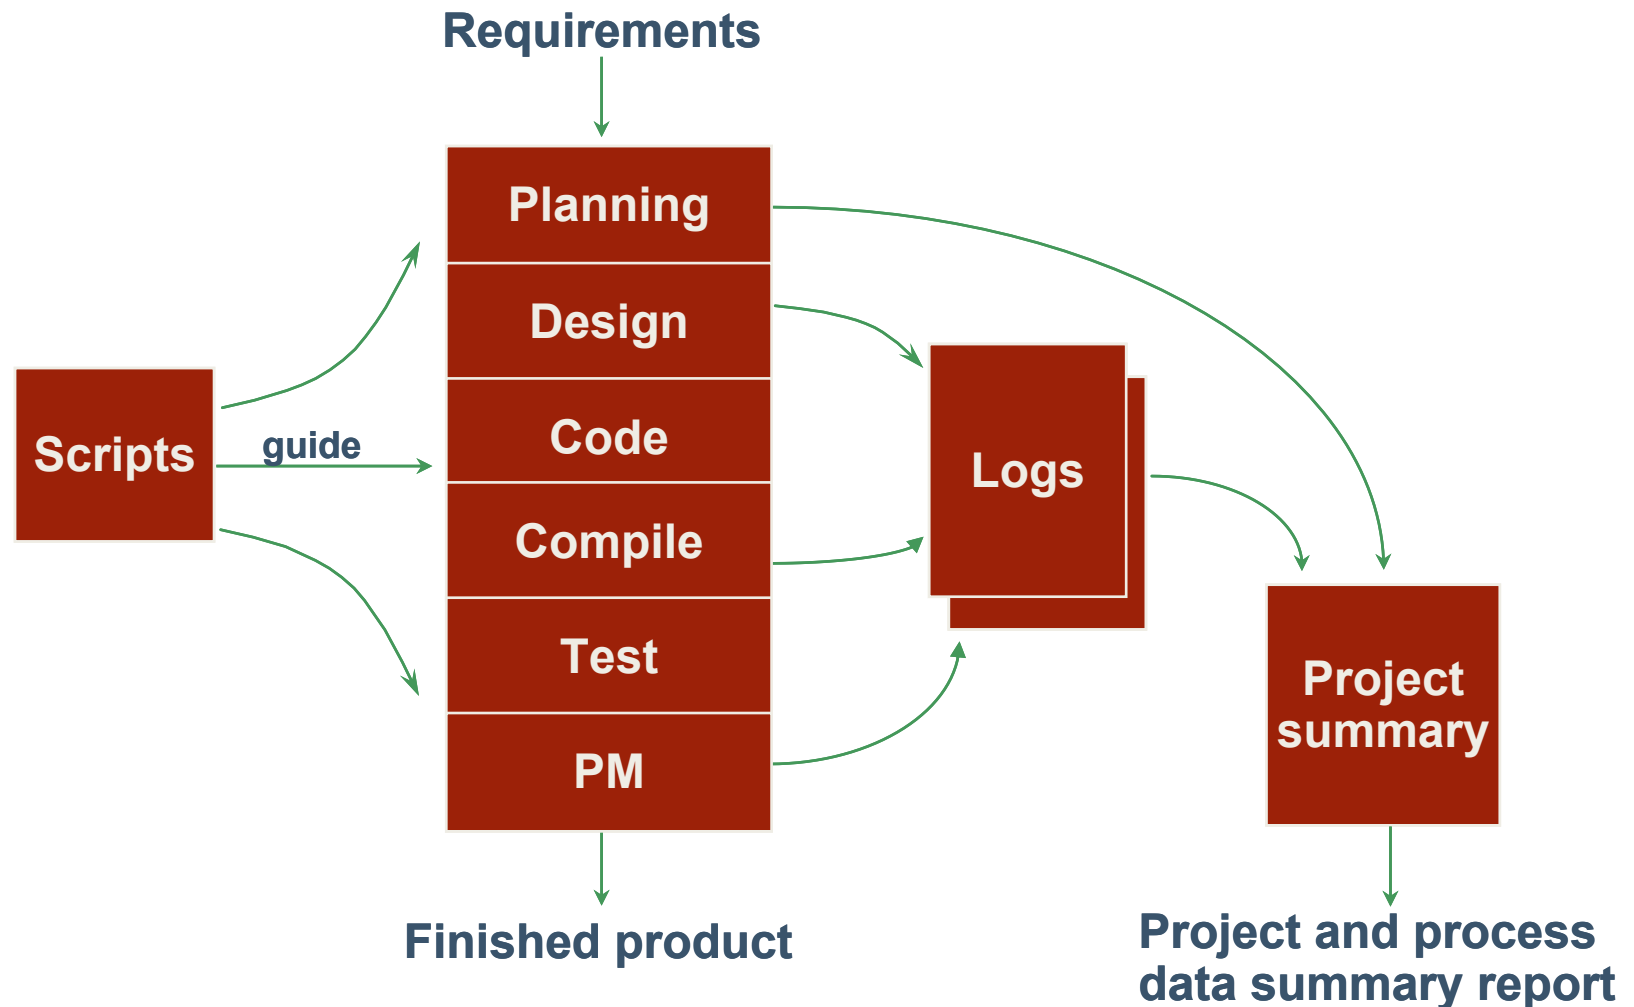 Requirements
Planning
Design
Code
Compile
Test
PM
Scripts
guide
Logs
Project
summary
Finished product
Project and process
data summary report